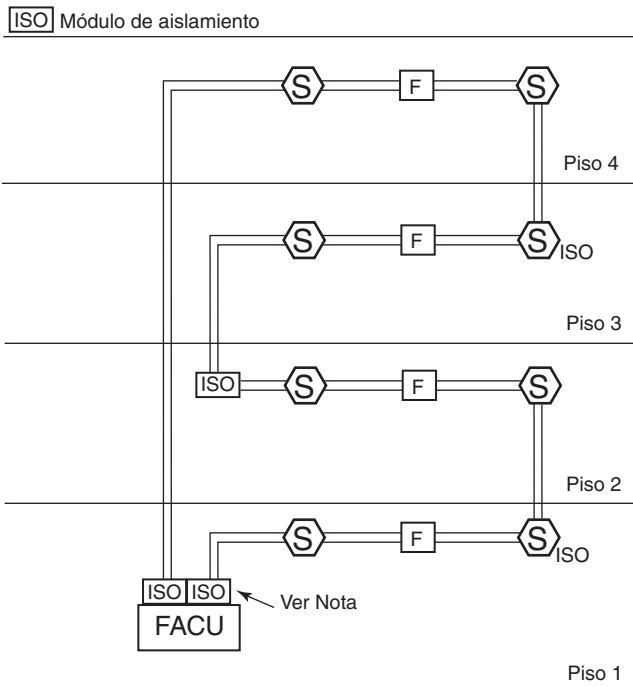 ISO Módulo de aislamiento
S F S
Piso 4
S F S ISO
Piso 3
ISO S F S
Piso 2
S F S ISO
ISO ISO Ver Nota
FACU
Piso 1